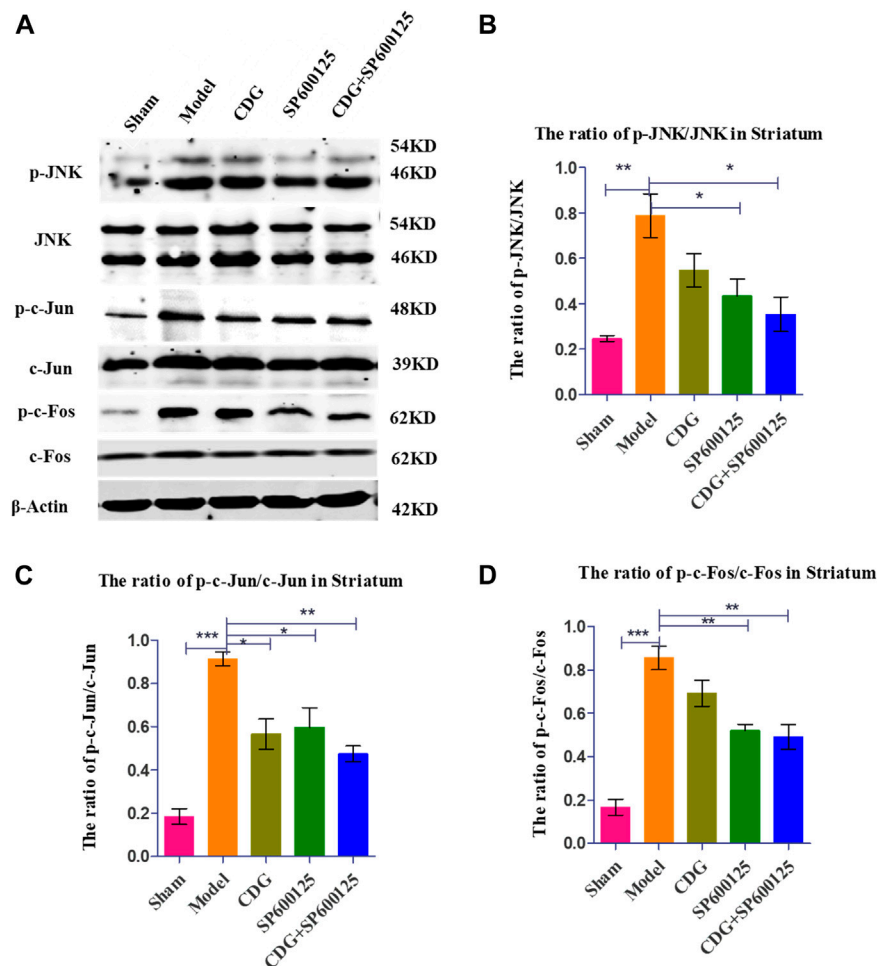 A
Sham
Model
CDG
SP600125
CDG+SP600125
p-JNK
54KD
46KD
JNK
54KD
46KD
p-c-Jun
48KD
c-Jun
39KD
p-c-Fos
62KD
c-Fos
62KD
β-Actin
42KD
B
The ratio of p-JNK/JNK in Striatum
The ratio of p-JNK/JNK
1.0
0.8
0.6
0.4
0.2
0.0
**
*
*
Sham
Model
CDG
SP600125
CDG+SP600125
C
The ratio of p-c-Jun/c-Jun in Striatum
The ratio of p-c-Jun/c-Jun
1.0
0.8
0.6
0.4
0.2
0.0
**
*
***
*
Sham
Model
CDG
SP600125
CDG+SP600125
D
The ratio of p-c-Fos/c-Fos in Striatum
The ratio of p-c-Fos/c-Fos
1.0
0.8
0.6
0.4
0.2
0.0
**
**
***
Sham
Model
CDG
SP600125
CDG+SP600125